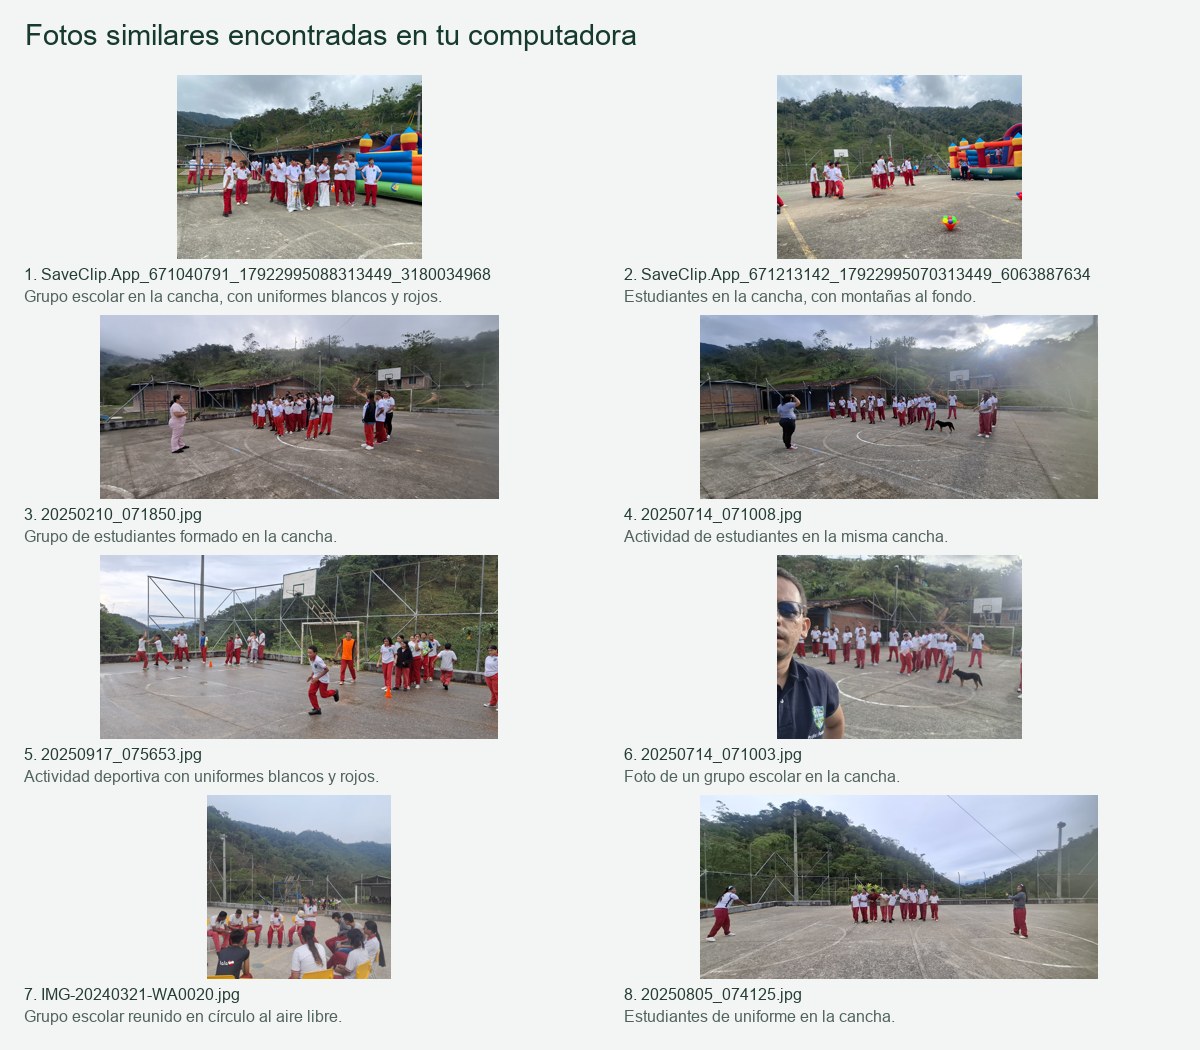 Fotos similares encontradas en tu computadora
1. SaveClip.App_671040791_17922995088313449_3180034968
Grupo escolar en la cancha, con uniformes blancos y rojos.
2. SaveClip.App_671213142_17922995070313449_6063887634
Estudiantes en la cancha, con montañas al fondo.
3. 20250210_071850.jpg
Grupo de estudiantes formado en la cancha.
4. 20250714_071008.jpg
Actividad de estudiantes en la misma cancha.
5. 20250917_075653.jpg
Actividad deportiva con uniformes blancos y rojos.
6. 20250714_071003.jpg
Foto de un grupo escolar en la cancha.
7. IMG-20240321-WA0020.jpg
Grupo escolar reunido en círculo al aire libre.
8. 20250805_074125.jpg
Estudiantes de uniforme en la cancha.